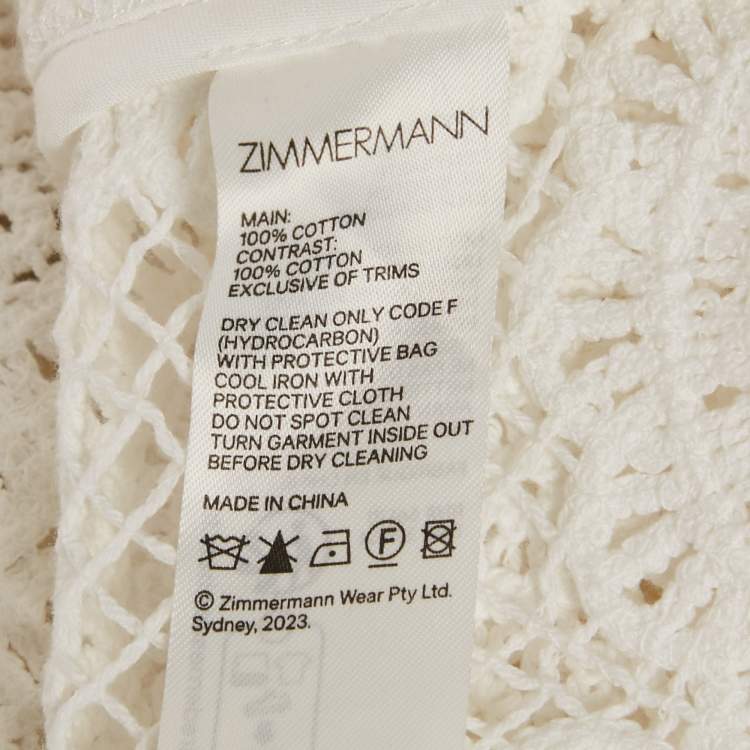 ZIMMERMANN
MAIN:
100% COTTON
CONTRAST:
100% COTTON
EXCLUSIVE OF TRIMS
DRY CLEAN ONLY CODE F
(HYDROCARBON)
WITH PROTECTIVE BAG
COOL IRON WITH
PROTECTIVE CLOTH
DO NOT SPOT CLEAN
TURN GARMENT INSIDE OUT
BEFORE DRY CLEANING
MADE IN CHINA
F
© Zimmermann Wear Pty Ltd.
Sydney, 2023.